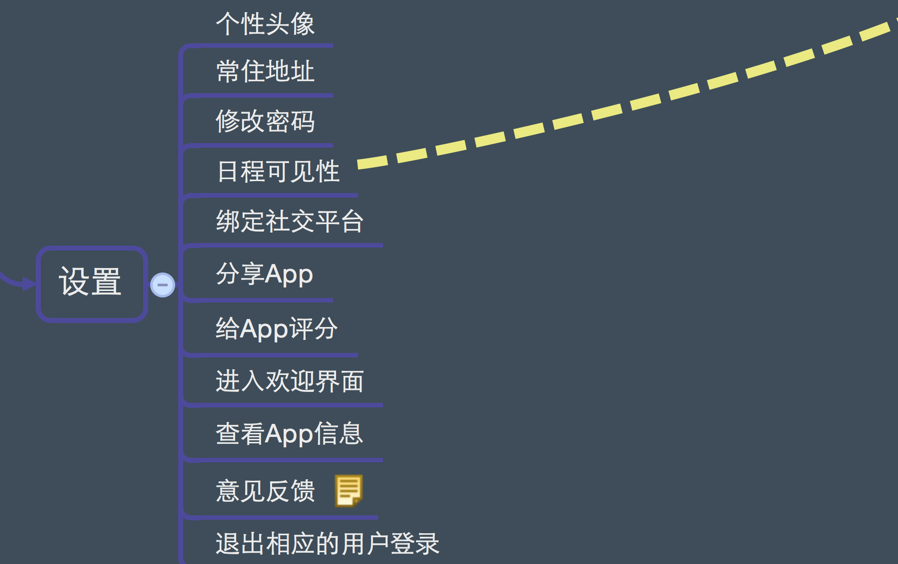 个性头像
常住地址
修改密码
日程可见性
绑定社交平台
设置
分享App
给App评分
进入欢迎界面
查看App信息
意见反馈
退出相应的用户登录